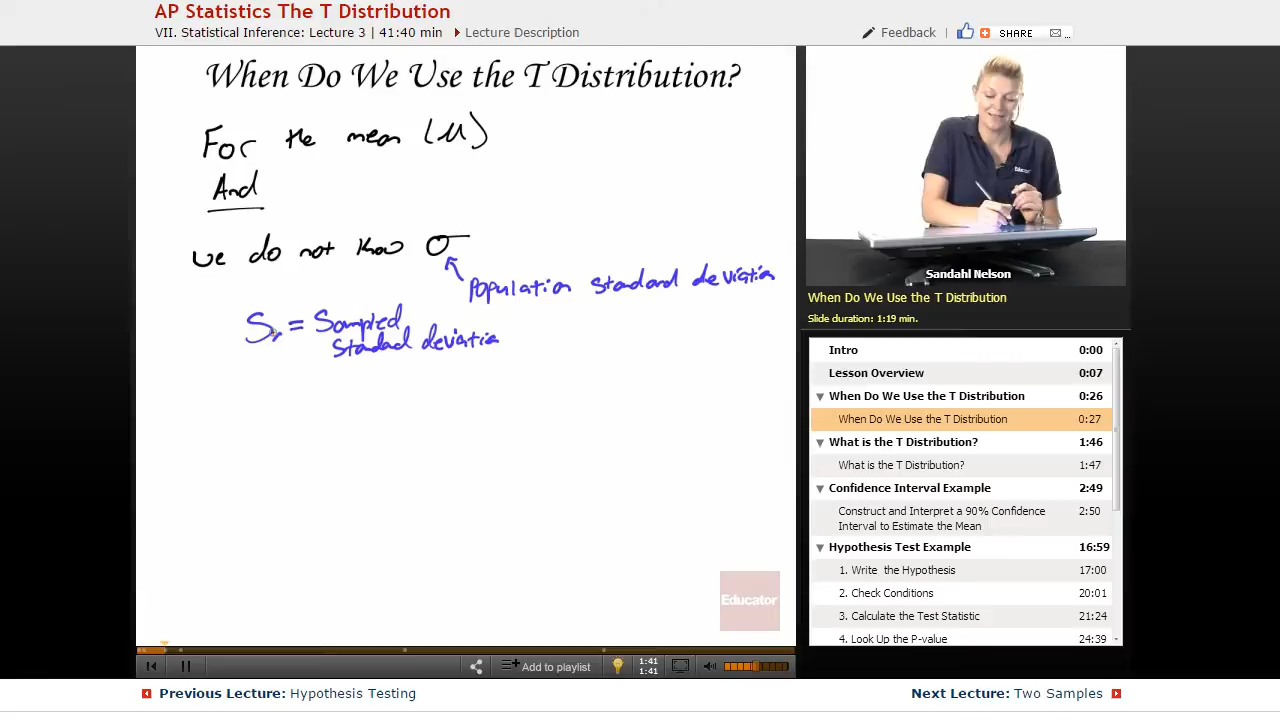 AP Statistics The T Distribution
VII. Statistical Inference: Lecture 3 | 41:40 min
Lecture Description
Feedback
SHARE
...
When Do We Use the T Distribution?
For the mean (μ)
And
we do not know σ
Population standard deviation
Sx = Sampled
Standard deviation
Educator
Educator
Sandahl Nelson
When Do We Use the T Distribution
Slide duration: 1:19 min.
Intro 0:00
Lesson Overview 0:07
When Do We Use the T Distribution 0:26
When Do We Use the T Distribution 0:27
What is the T Distribution? 1:46
What is the T Distribution? 1:47
Confidence Interval Example 2:49
Construct and Interpret a 90% Confidence 2:50
Interval to Estimate the Mean
Hypothesis Test Example 16:59
1. Write the Hypothesis 17:00
2. Check Conditions 20:01
3. Calculate the Test Statistic 21:24
4. Look Up the P-value 24:39
Add to playlist
1:41
1:41
Previous Lecture: Hypothesis Testing
Next Lecture: Two Samples